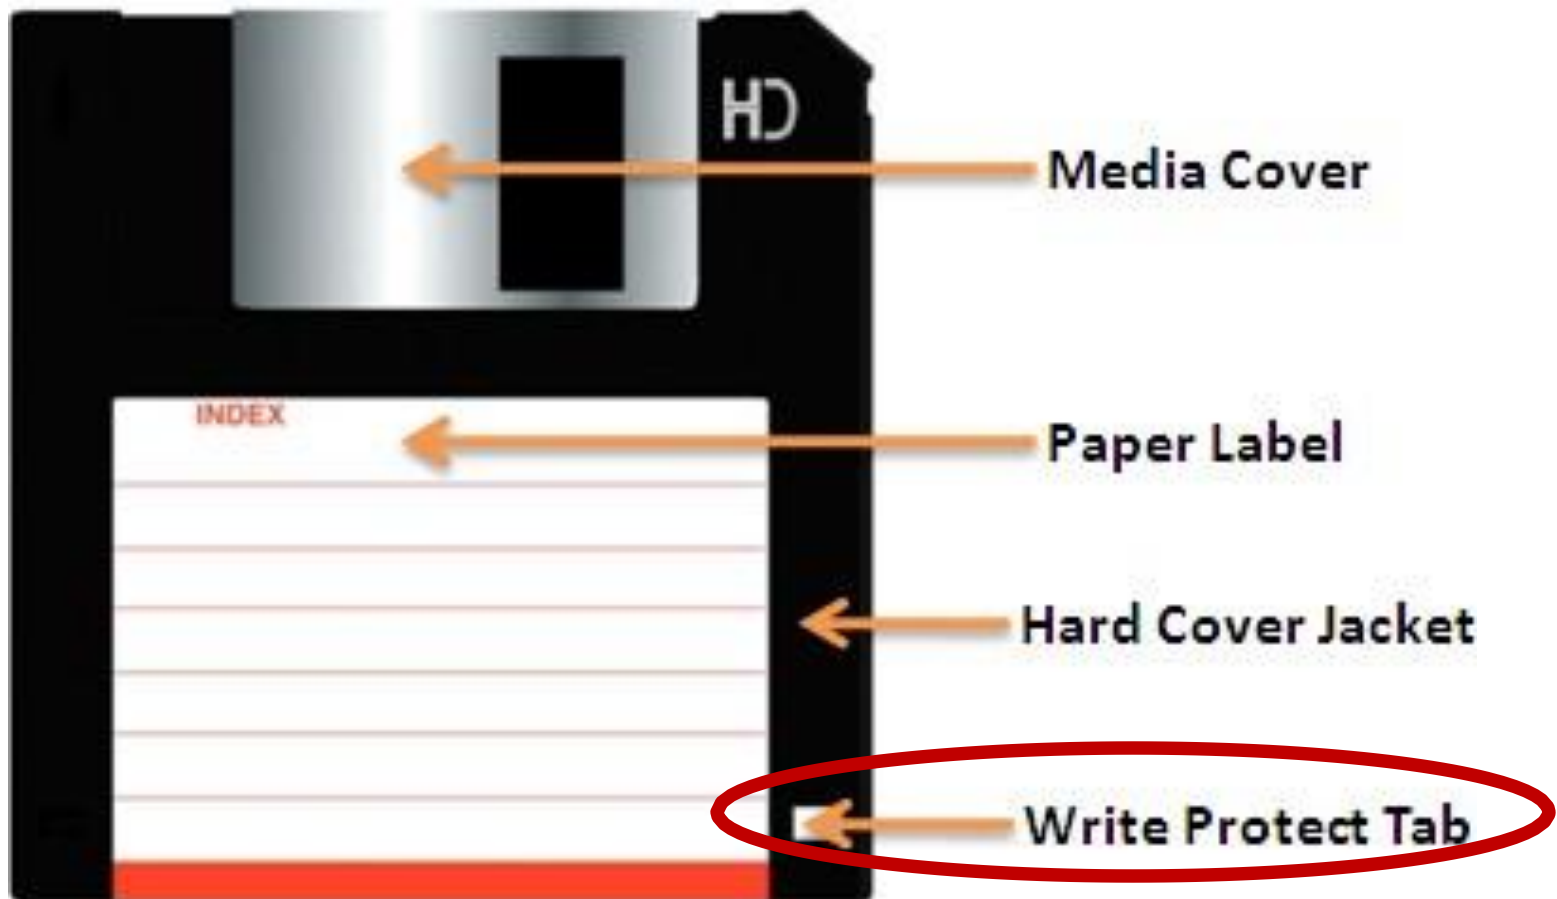 HD
Media Cover
INDEX
Paper Label
Hard Cover Jacket
Write Protect Tab